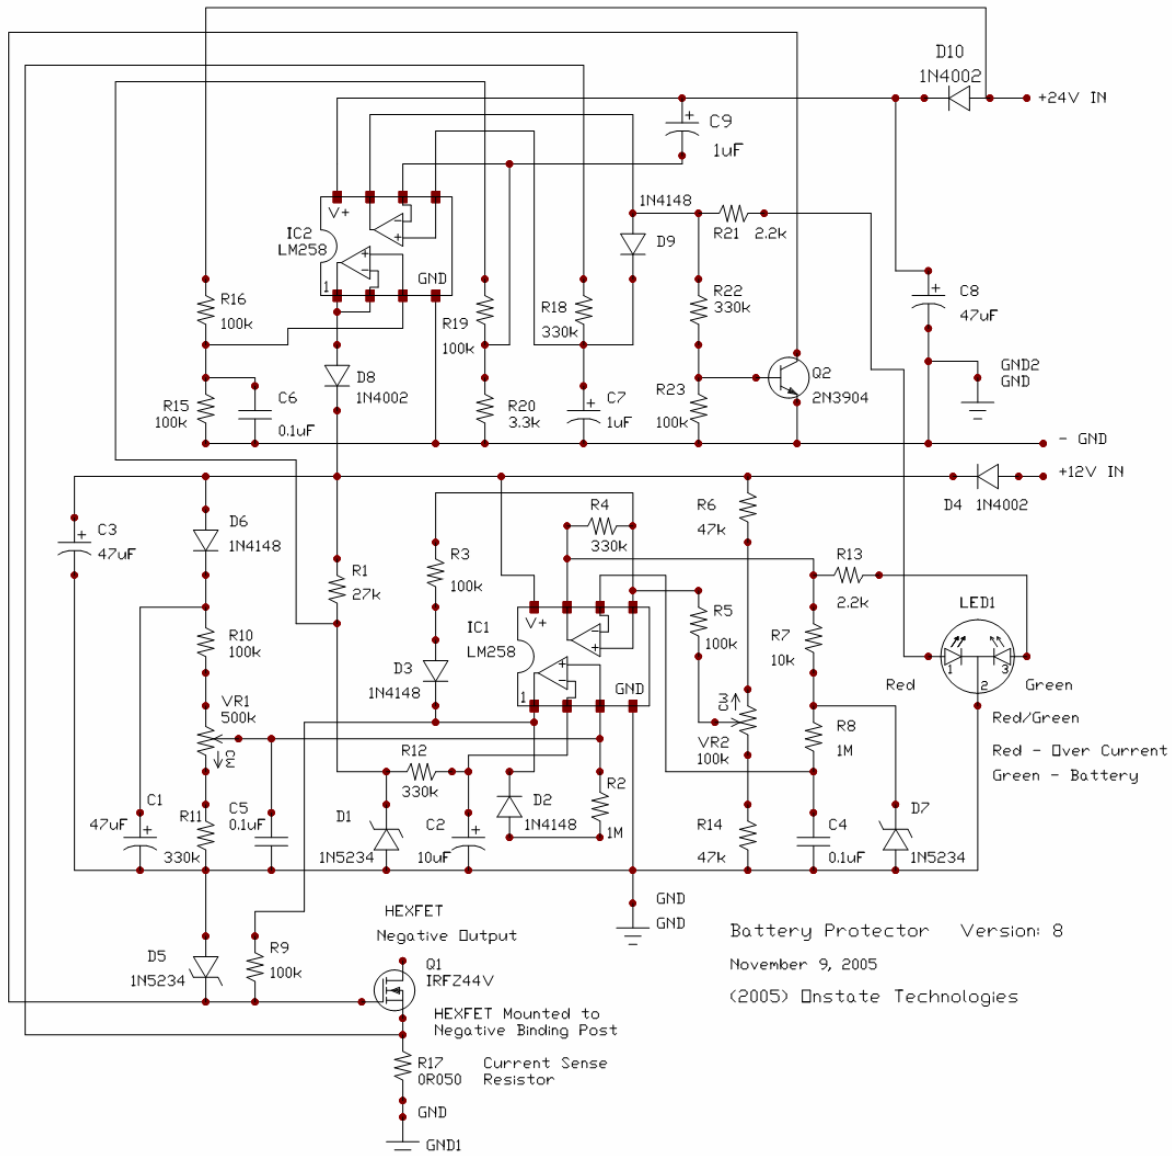 D10
1N4002
+24V IN
C9
1uF
V+
IC2
LM258
1N4148
R21 2.2k
D9
GND
1
R16
100k
R19
100k
R18
330k
R22
330k
C8
47uF
D8
1N4002
Q2
2N3904
GND2
GND
R15
100k
C6
0.1uF
R20
3.3k
C7
1uF
R23
100k
- GND
+12V IN
D4 1N4002
C3
47uF
D6
1N4148
R4
330k
R6
47k
R1
27k
R3
100k
R13
2.2k
LED1
V+
IC1
LM258
R5
100k
R10
100k
R7
10k
D3
1N4148
GND
1
1
3
2
Red
Green
VR1
500k
CW
CW
VR2
100k
R8
1M
Red/Green
Red - Over Current
Green - Battery
R12
330k
C1
47uF
R11
330k
C5
0.1uF
D1
1N5234
C2
10uF
D2
1N4148
R2
1M
R14
47k
C4
0.1uF
D7
1N5234
GND
GND
HEXFET
Negative Output
D5
1N5234
R9
100k
Q1
IRFZ44V
HEXFET Mounted to
Negative Binding Post
Battery Protector Version: 8
November 9, 2005
(2005) Onstate Technologies
R17
0R050
Current Sense
Resistor
GND
GND1